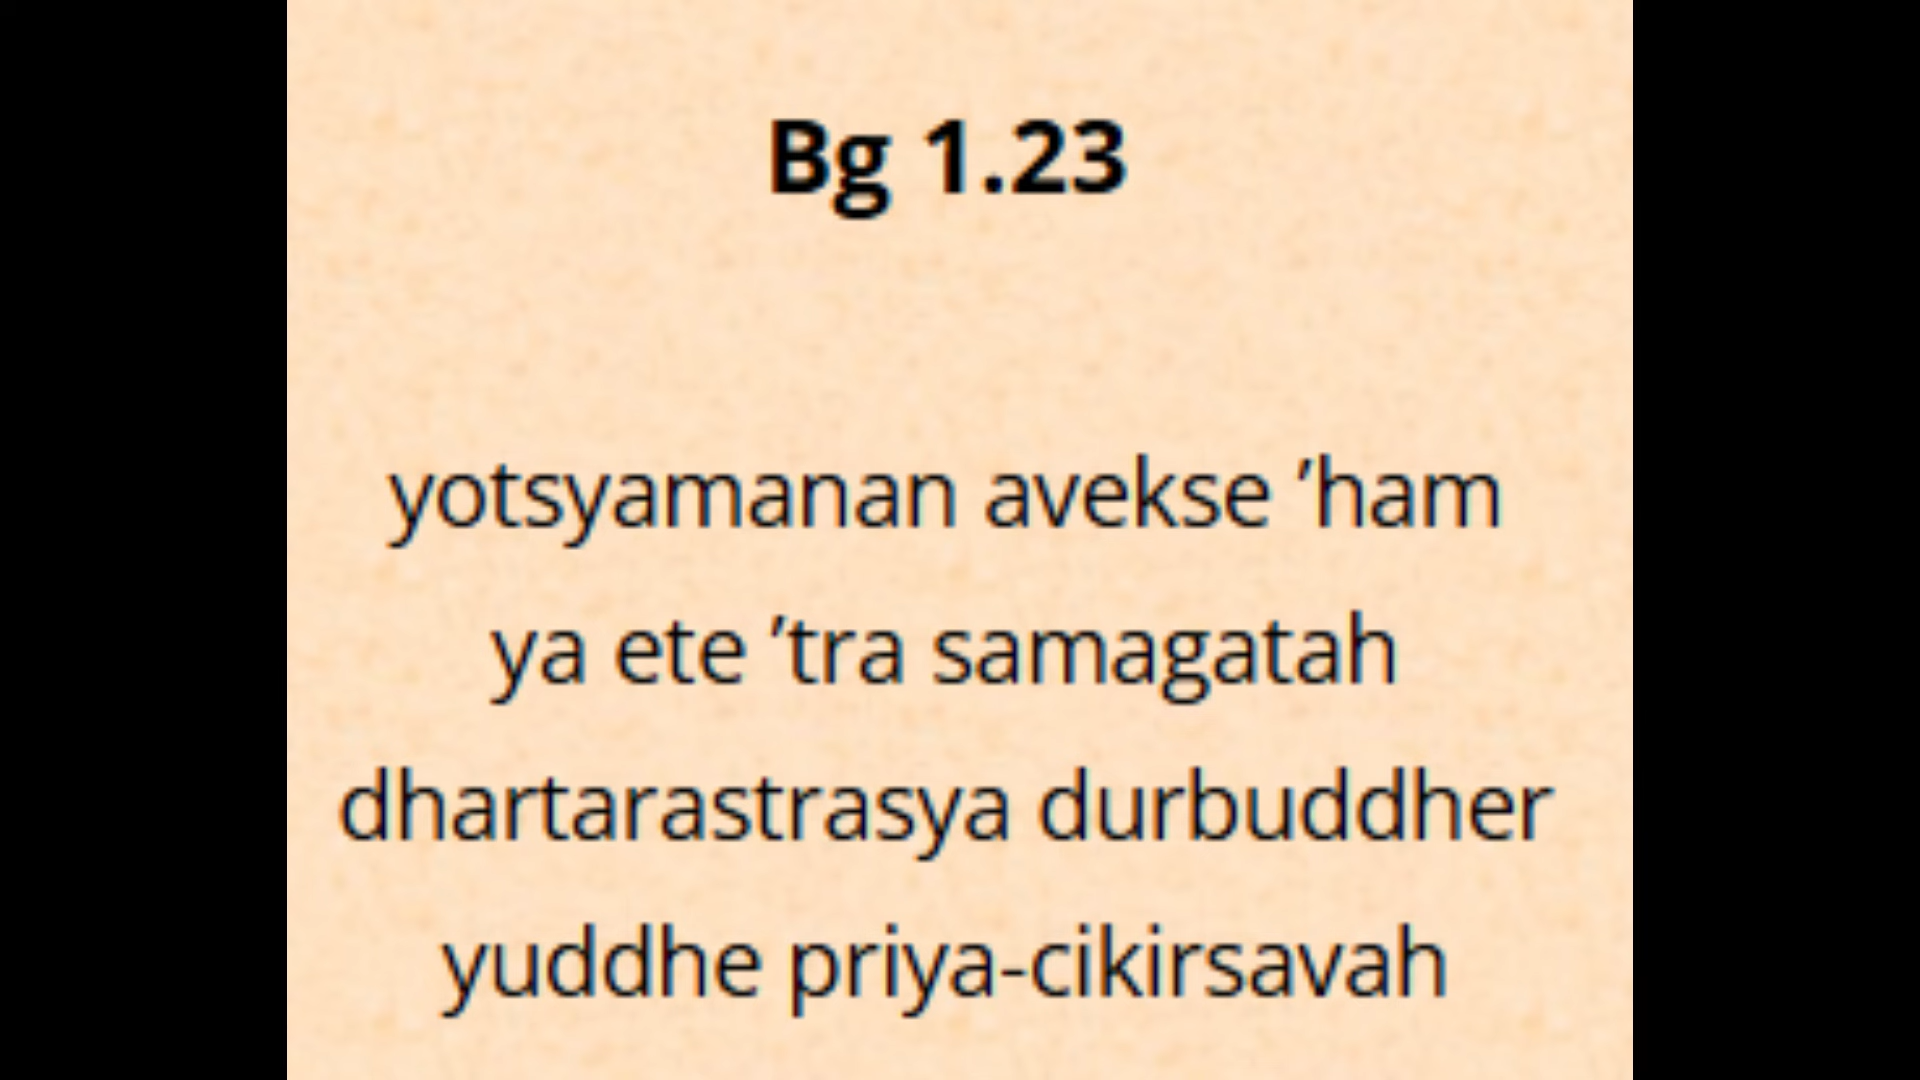 Bg 1.23
yotsyamanan avekse ’ham
ya ete ’tra samagatah
dhartarastrasya durbuddher
yuddhe priya-cikirsavah